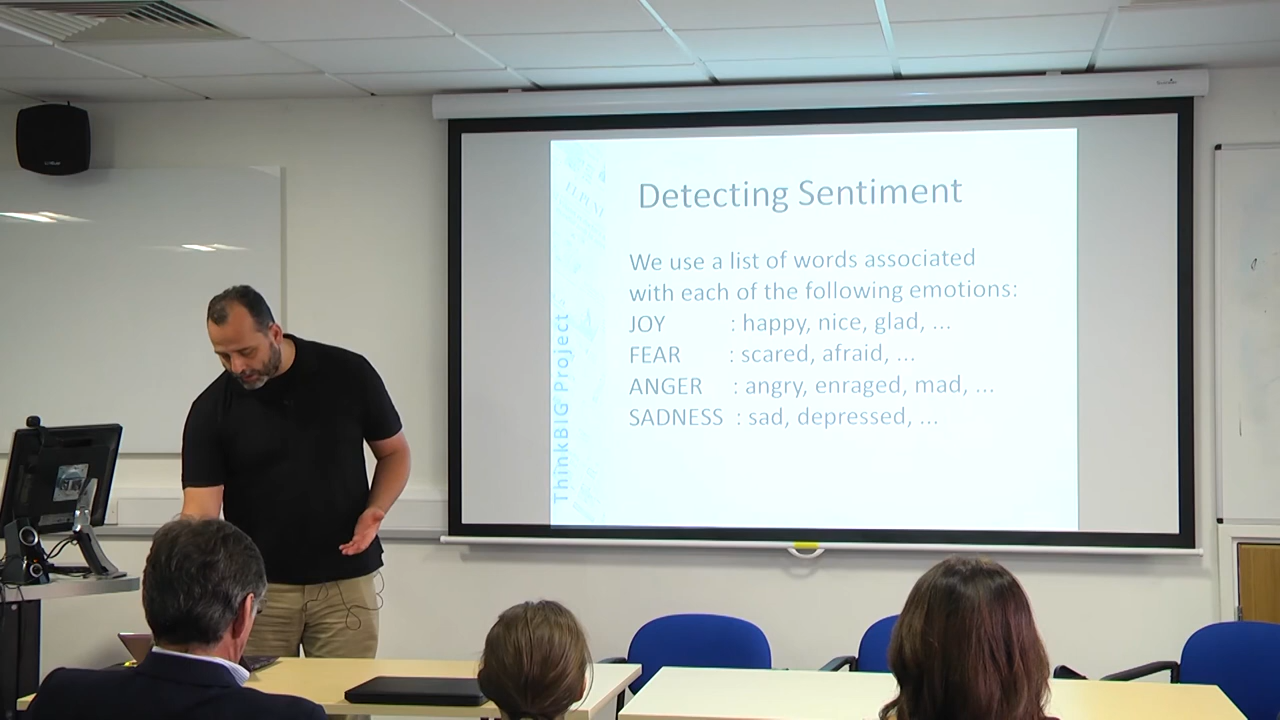 Detecting Sentiment
We use a list of words associated
with each of the following emotions:
JOY : happy, nice, glad, ...
FEAR : scared, afraid, ...
ANGER : angry, enraged, mad, ...
SADNESS : sad, depressed, ...
ThinkBIG Project